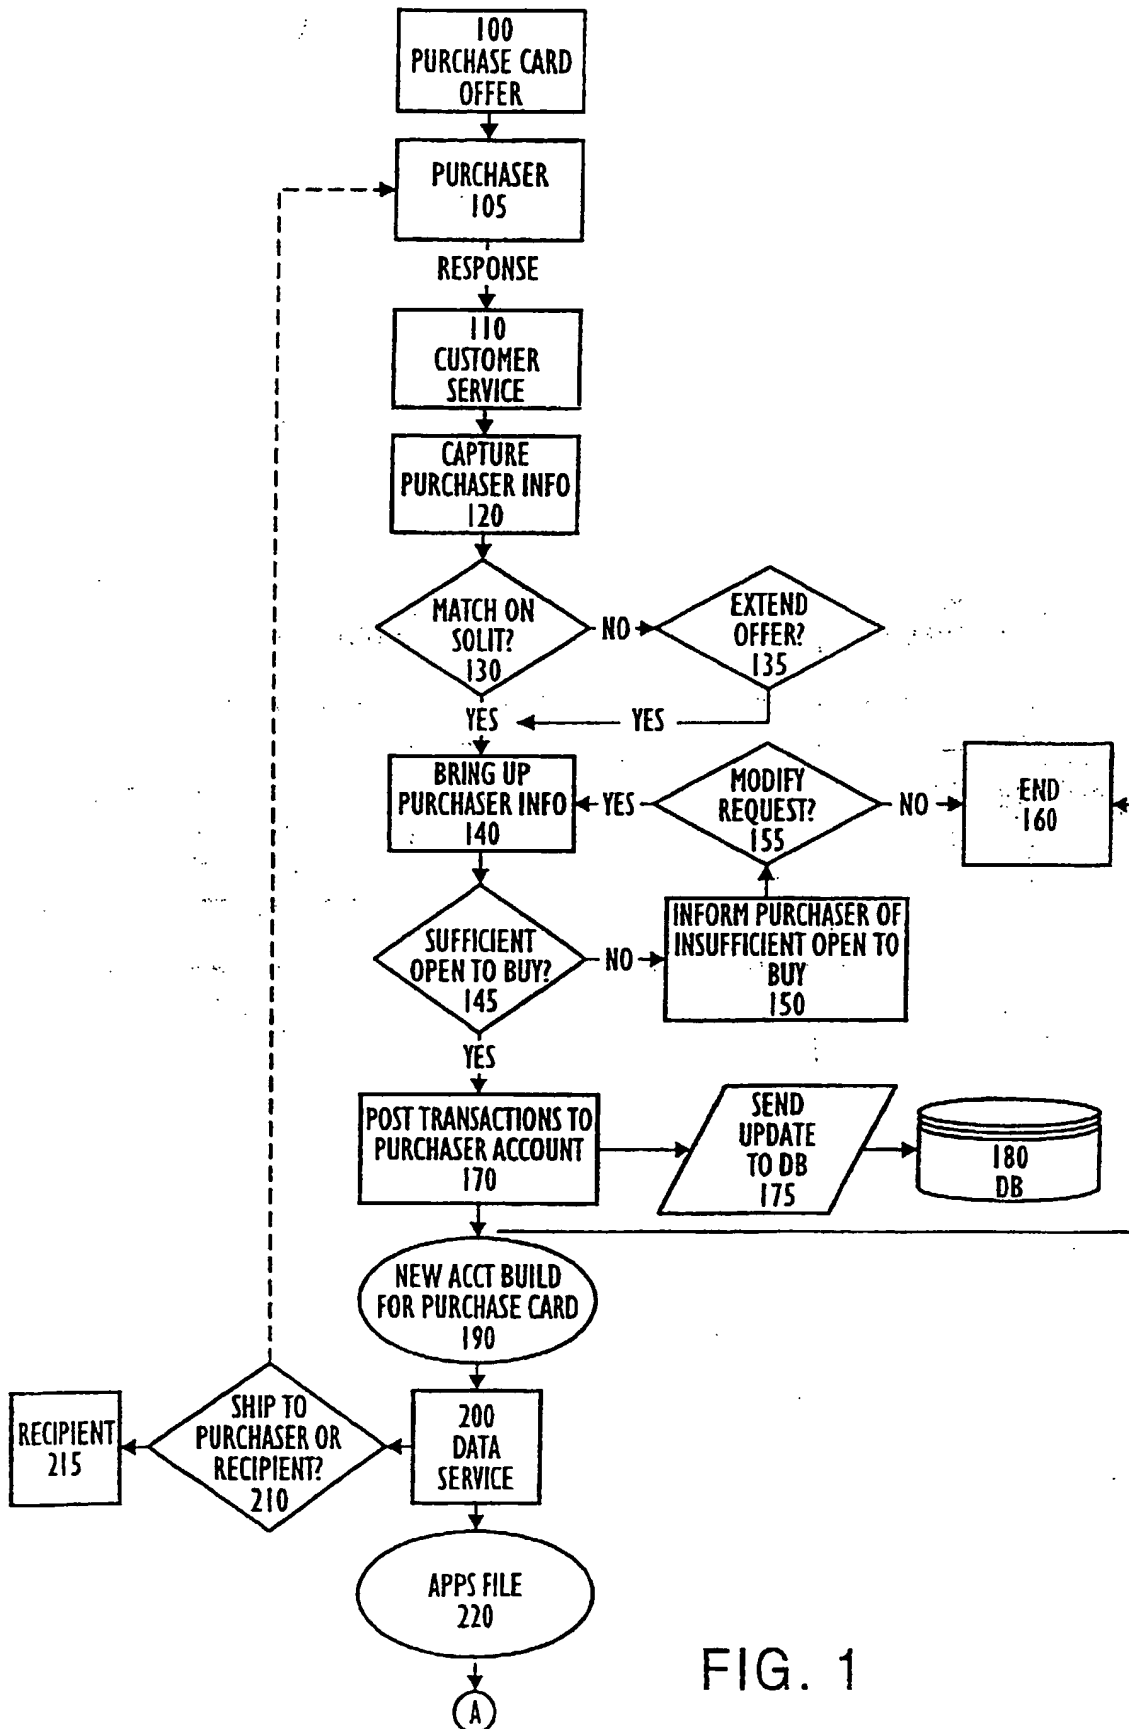 100
PURCHASE CARD
OFFER
PURCHASER
105
RESPONSE
110
CUSTOMER
SERVICE
CAPTURE
PURCHASER INFO
120
MATCH ON
SOLIT?
130
NO
EXTEND
OFFER?
135
YES
YES
BRING UP
PURCHASER INFO
140
YES
MODIFY
REQUEST?
155
NO
END
160
SUFFICIENT
OPEN TO BUY?
145
NO
INFORM PURCHASER OF
INSUFFICIENT OPEN TO
BUY
150
YES
POST TRANSACTIONS TO
PURCHASER ACCOUNT
170
SEND
UPDATE
TO DB
175
180
DB
NEW ACCT BUILD
FOR PURCHASE CARD
190
RECIPIENT
215
SHIP TO
PURCHASER OR
RECIPIENT?
210
200
DATA
SERVICE
APPS FILE
220
A
FIG. 1